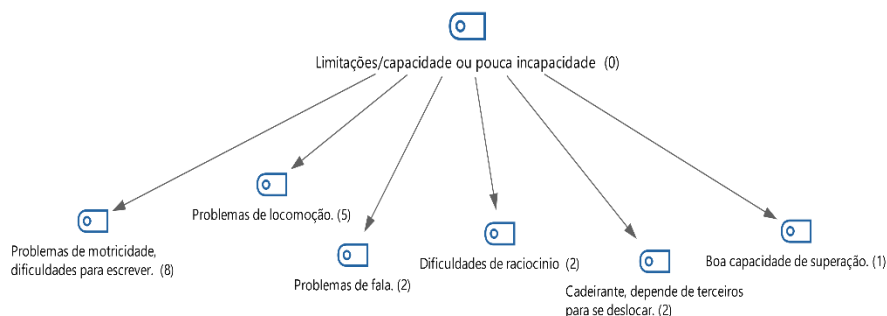 Limitações/capacidade ou pouca incapacidade (0)
Problemas de locomoção. (5)
Problemas de motricidade,
dificuldades para escrever. (8)
Problemas de fala. (2)
Dificuldades de raciocinio (2)
Cadeirante, depende de terceiros
para se deslocar. (2)
Boa capacidade de superação. (1)